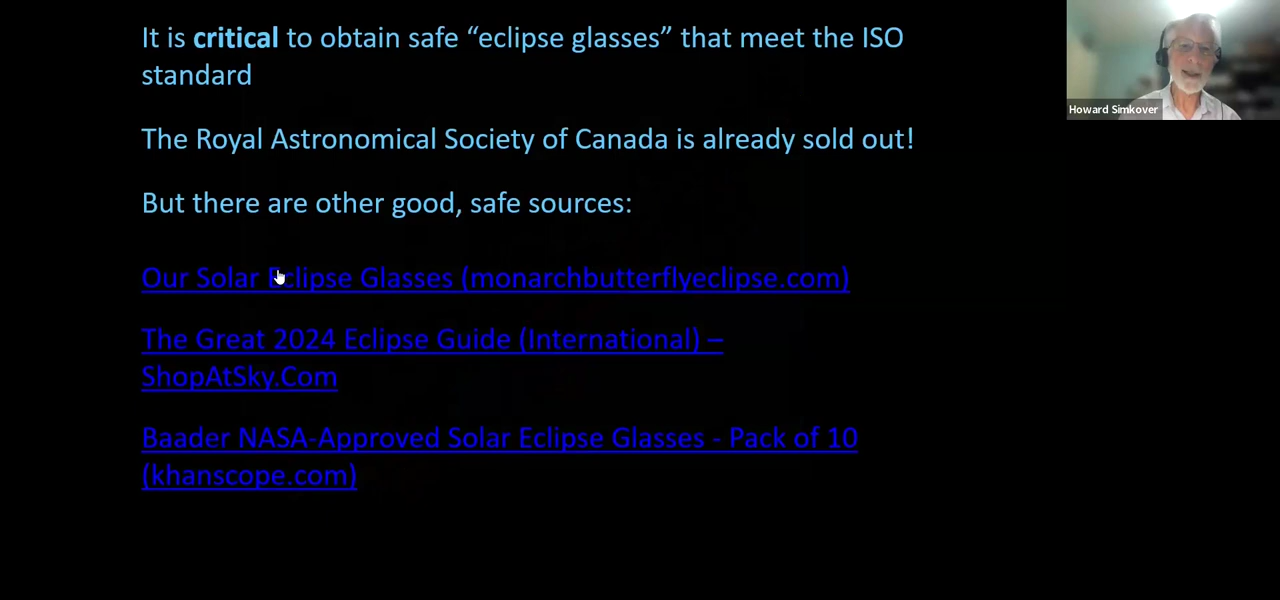 It is critical to obtain safe “eclipse glasses” that meet the ISO
standard
The Royal Astronomical Society of Canada is already sold out!
But there are other good, safe sources:
Our Solar Eclipse Glasses (monarchbutterflyeclipse.com)
The Great 2024 Eclipse Guide (International) –
ShopAtSky.Com
Baader NASA-Approved Solar Eclipse Glasses - Pack of 10
(khanscope.com)
Howard Simkover